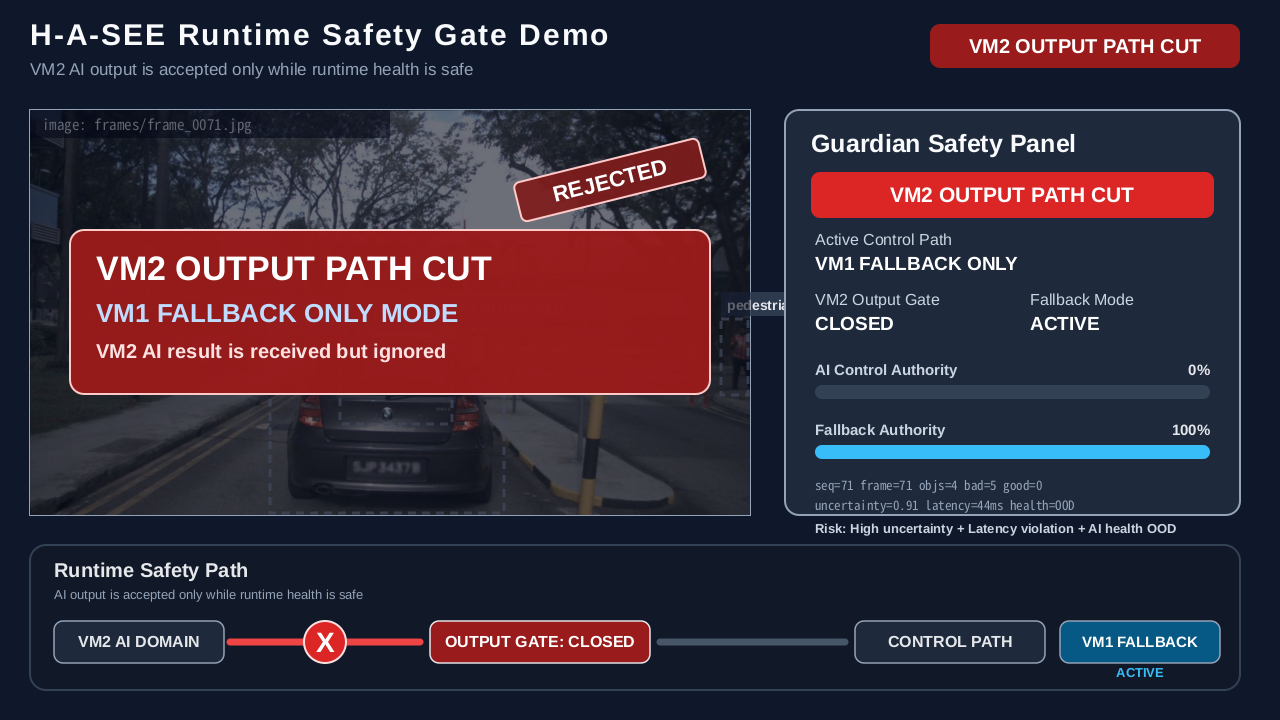 H-A-SEE Runtime Safety Gate Demo
VM2 AI output is accepted only while runtime health is safe
VM2 OUTPUT PATH CUT
image: frames/frame_0071.jpg
REJECTED
VM2 OUTPUT PATH CUT
VM1 FALLBACK ONLY MODE
VM2 AI result is received but ignored
pedestria
SJP3437B
Guardian Safety Panel
VM2 OUTPUT PATH CUT
Active Control Path
VM1 FALLBACK ONLY
VM2 Output Gate
CLOSED
Fallback Mode
ACTIVE
AI Control Authority 0%
Fallback Authority 100%
seq=71 frame=71 objs=4 bad=5 good=0
uncertainty=0.91 latency=44ms health=OOD
Risk: High uncertainty + Latency violation + AI health OOD
Runtime Safety Path
AI output is accepted only while runtime health is safe
VM2 AI DOMAIN
X
OUTPUT GATE: CLOSED
CONTROL PATH
VM1 FALLBACK
ACTIVE